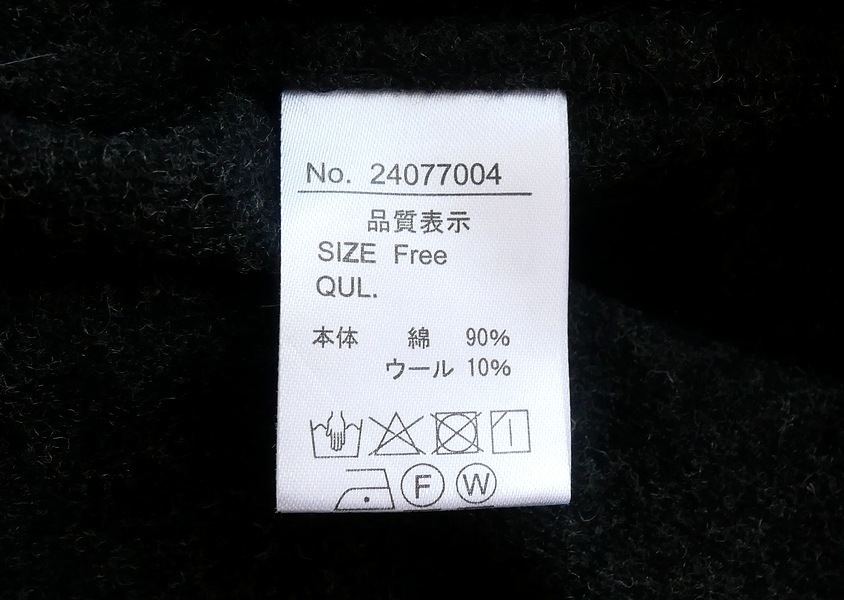 No. 24077004
品質表示
SIZE Free
QUL.
本体 綿 90%
ウール 10%
F W